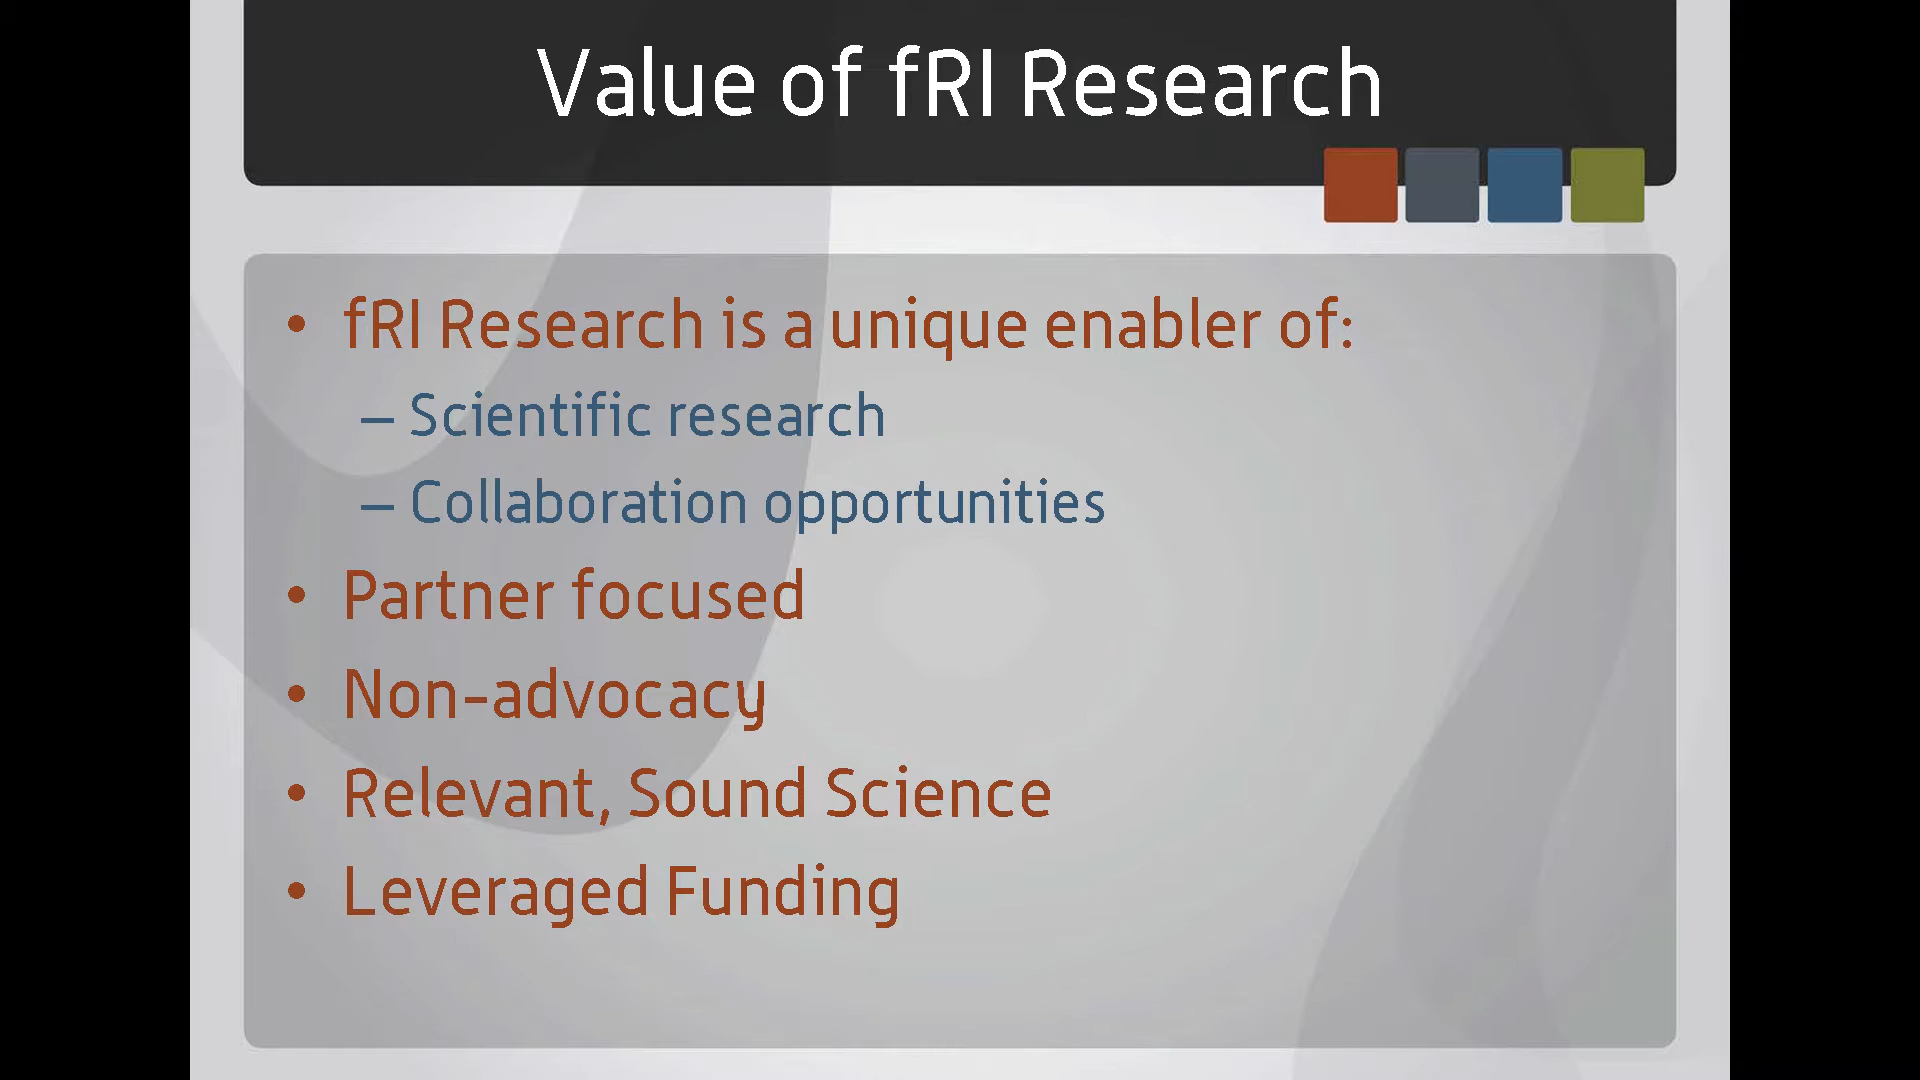 Value of fRI Research
• fRI Research is a unique enabler of:
– Scientific research
– Collaboration opportunities
• Partner focused
• Non-advocacy
• Relevant, Sound Science
• Leveraged Funding